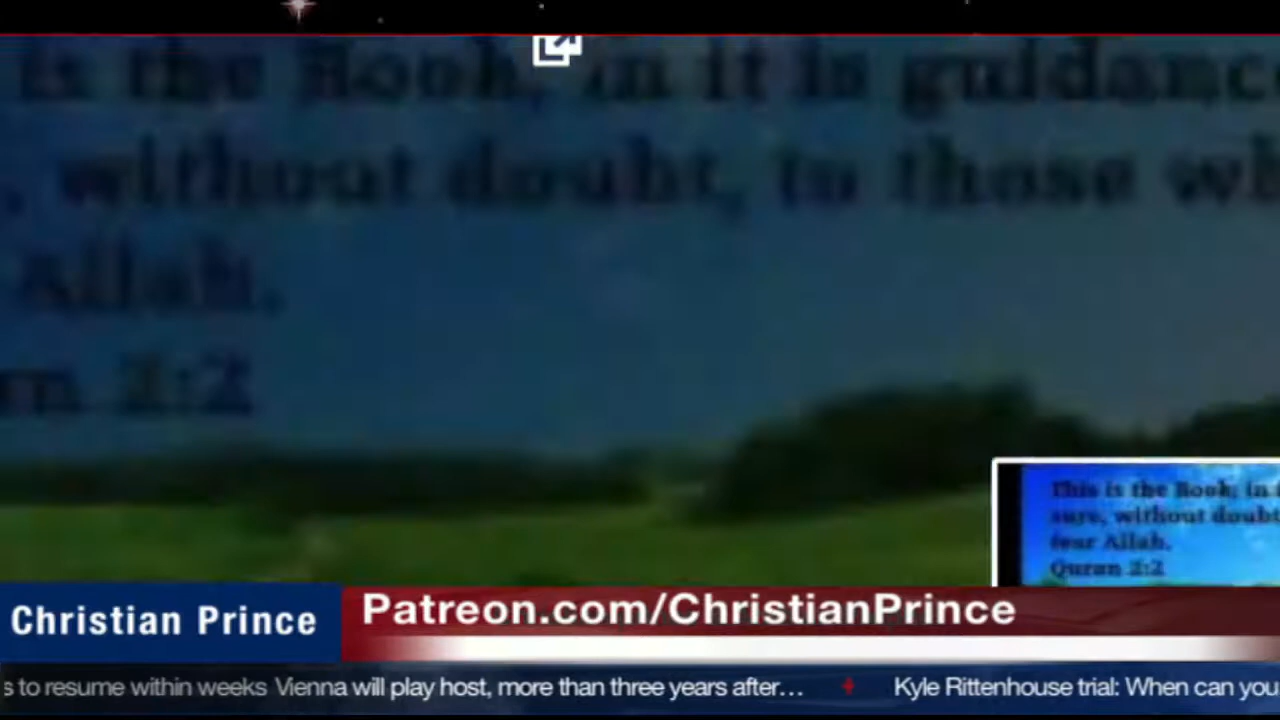 is the Book; in it is guidance
, without doubt, to those wh
Allah.
2:2
This is the Book; in
sure, without doubt
fear Allah.
Quran 2:2
Christian Prince
Patreon.com/ChristianPrince
s to resume within weeks Vienna will play host, more than three years after... Kyle Rittenhouse trial: When can you